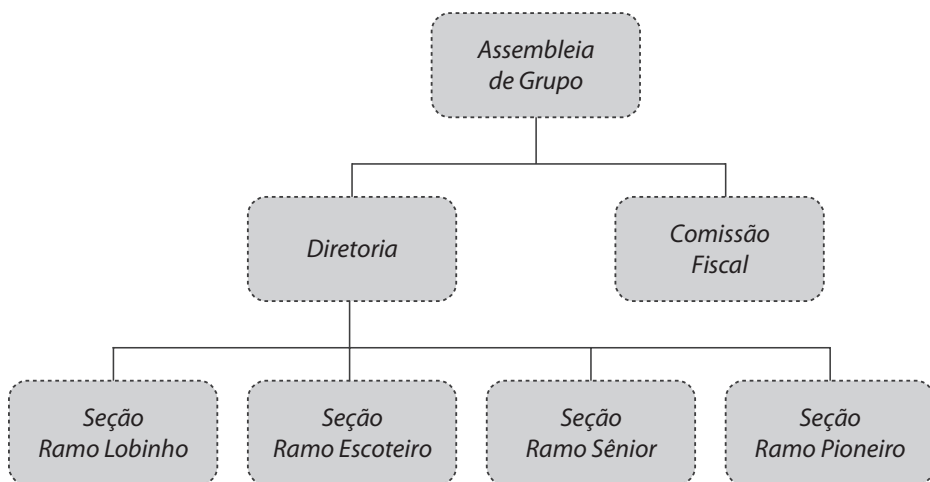 Assembleia
de Grupo
Diretoria
Comissão
Fiscal
Seção
Ramo Lobinho
Seção
Ramo Escoteiro
Seção
Ramo Sênior
Seção
Ramo Pioneiro